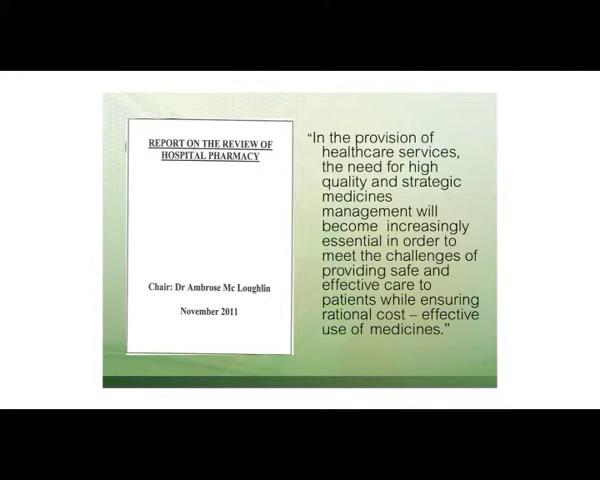 REPORT ON THE REVIEW OF
HOSPITAL PHARMACY
Chair: Dr Ambrose Mc Loughlin
November 2011
“In the provision of
healthcare services,
the need for high
quality and strategic
medicines
management will
become increasingly
essential in order to
meet the challenges of
providing safe and
effective care to
patients while ensuring
rational cost – effective
use of medicines.”